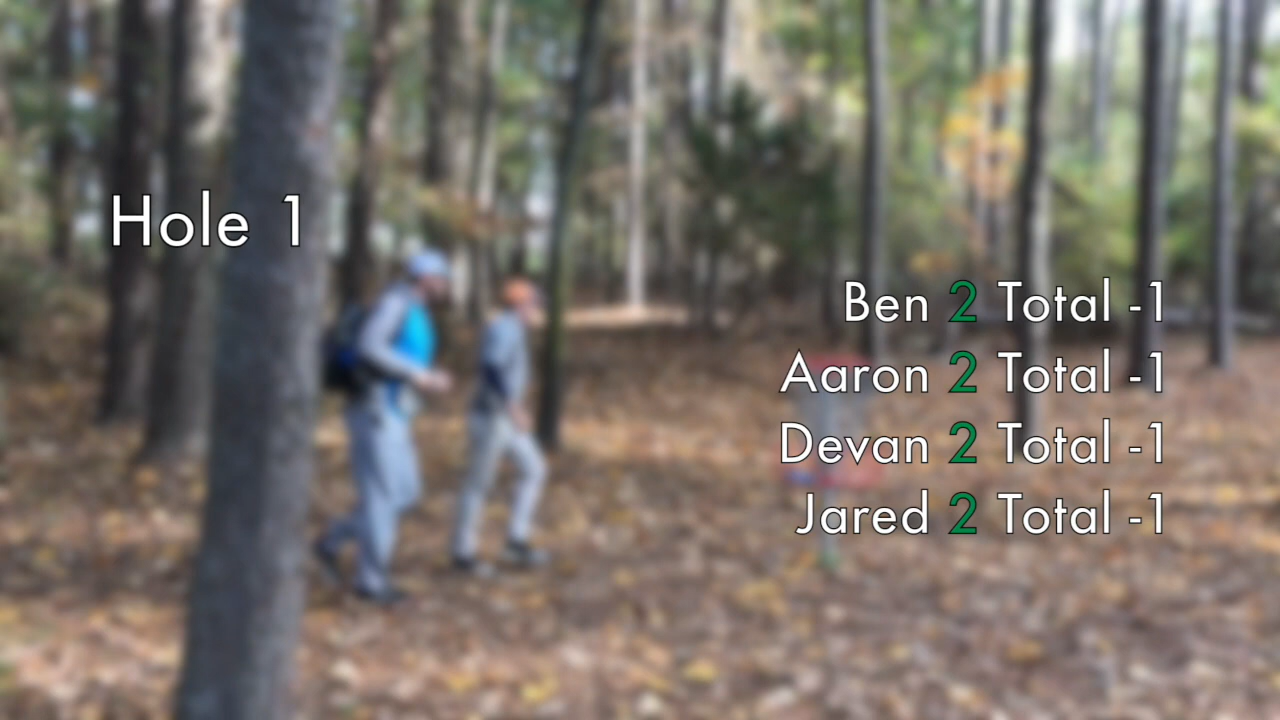 Hole 1
Ben 2 Total -1
Aaron 2 Total -1
Devan 2 Total -1
Jared 2 Total -1